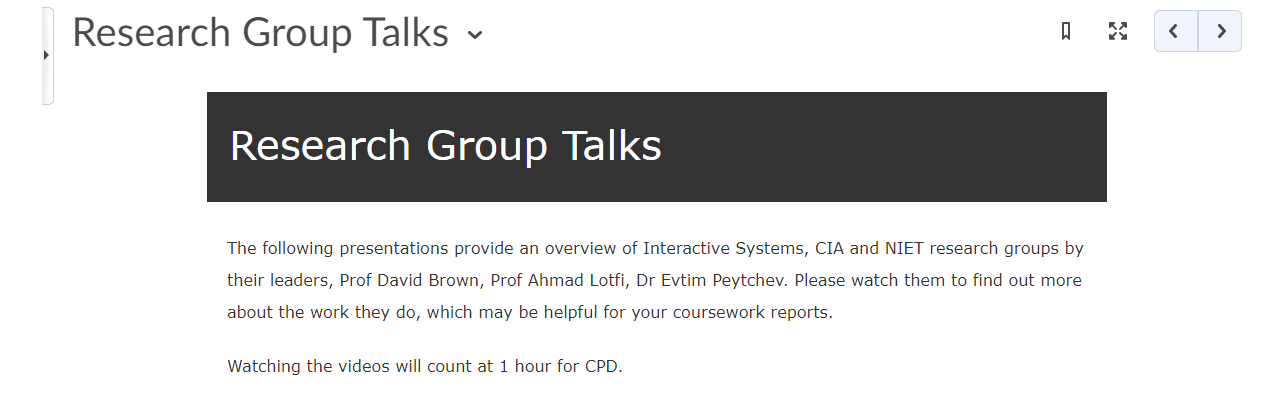 Research Group Talks
Research Group Talks
The following presentations provide an overview of Interactive Systems, CIA and NIET research groups by
their leaders, Prof David Brown, Prof Ahmad Lotfi, Dr Evtim Peytchev. Please watch them to find out more
about the work they do, which may be helpful for your coursework reports.
Watching the videos will count at 1 hour for CPD.